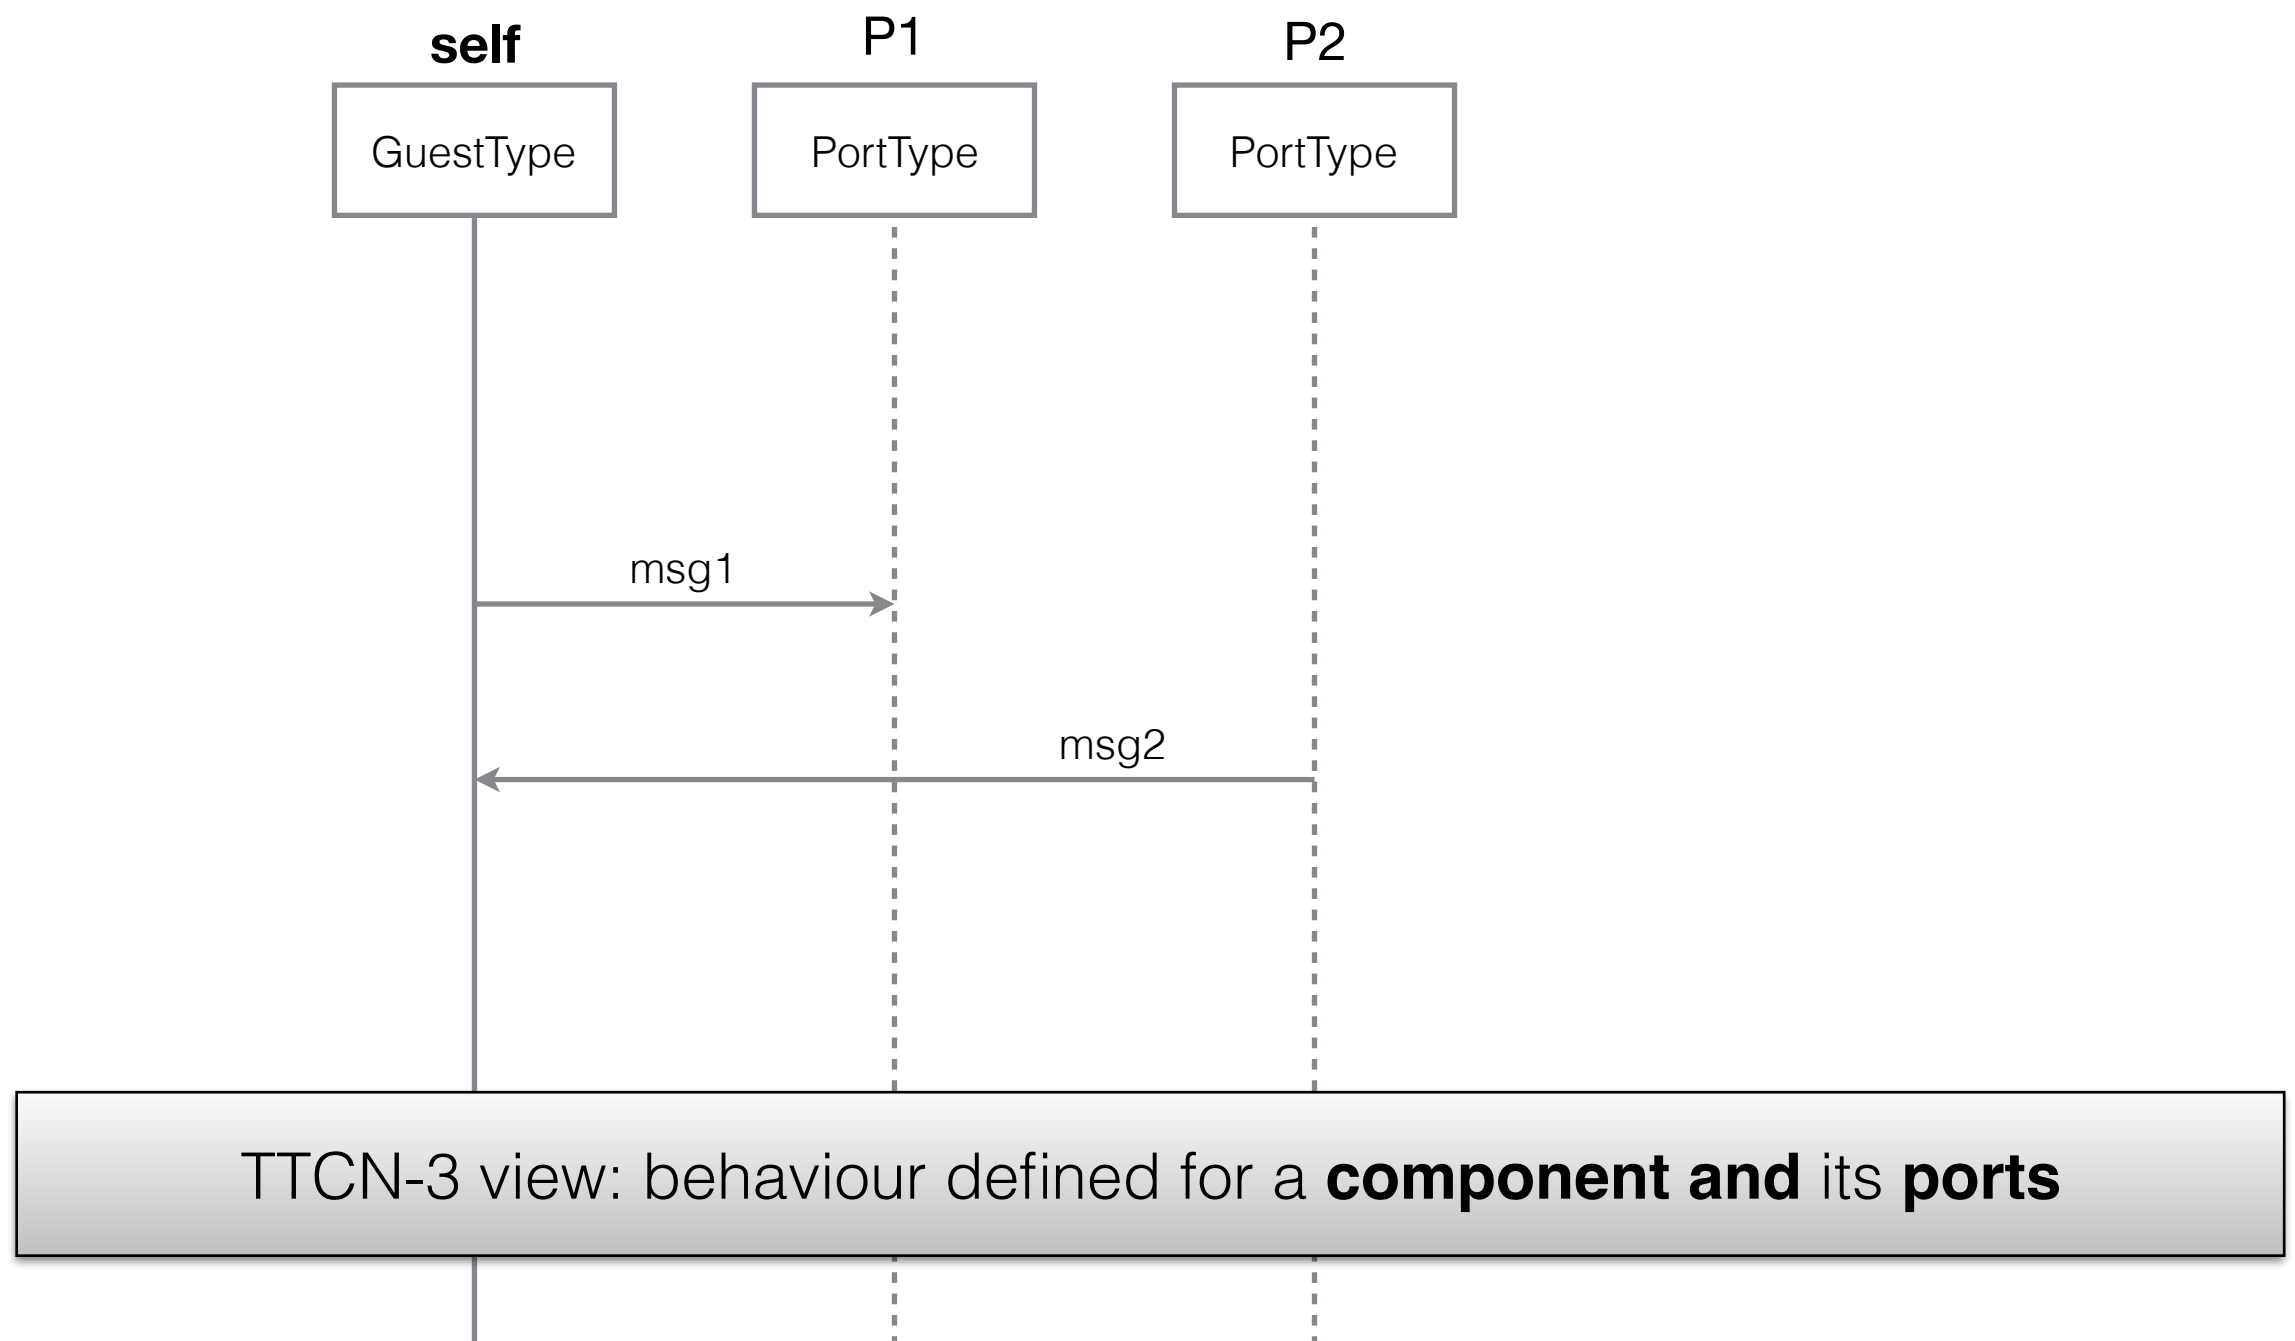 self
P1
P2
GuestType
PortType
PortType
msg1
msg2
TTCN-3 view: behaviour defined for a component and its ports